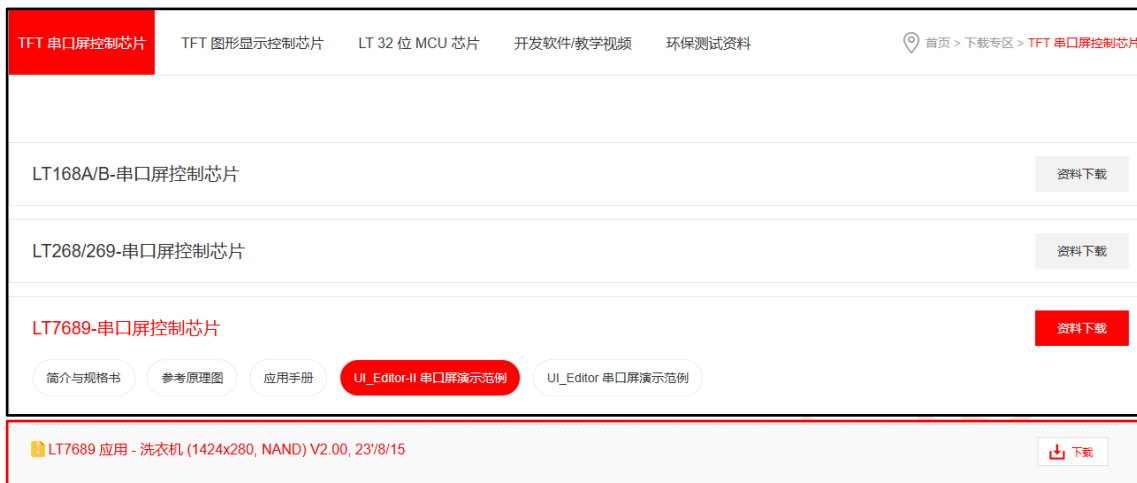 TFT 串口屏控制芯片 TFT 图形显示控制芯片 LT 32 位 MCU 芯片 开发软件/教学视频 环保测试资料 首页 > 下载专区 > TFT 串口屏控制芯片
LT168A/B-串口屏控制芯片 资料下载
LT268/269-串口屏控制芯片 资料下载
LT7689-串口屏控制芯片 资料下载
简介与规格书 参考原理图 应用手册 UI_Editor-II 串口屏演示范例 UI_Editor 串口屏演示范例
LT7689 应用 - 洗衣机 (1424x280, NAND) V2.00, 23'/8/15 下载